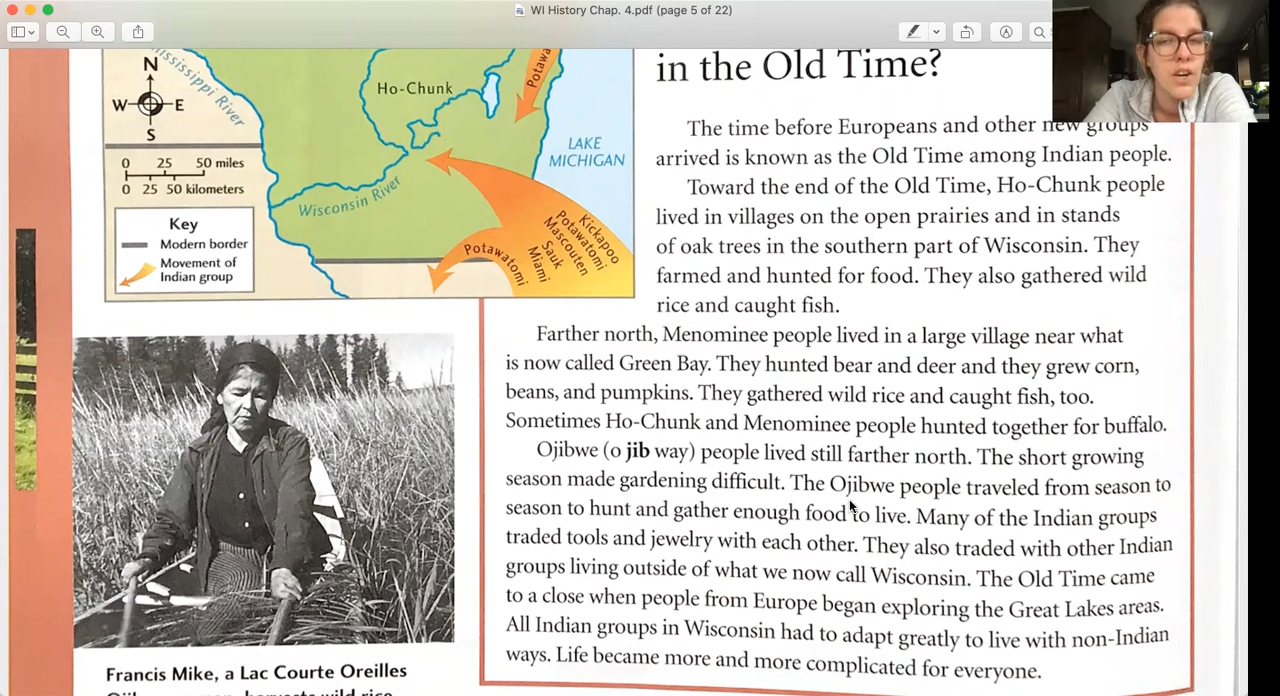 WI History Chap. 4.pdf (page 5 of 22)
Mississippi River
N
W E
S
0 25 50 miles
0 25 50 kilometers
Key
Modern border
Movement of
Indian group
Ho-Chunk
LAKE
MICHIGAN
Wisconsin River
Potawatomi
Kickapoo
Potawatomi
Mascouten
Sauk
Miami
in the Old Time?
The time before Europeans and other new groups
arrived is known as the Old Time among Indian people.
Toward the end of the Old Time, Ho-Chunk people
lived in villages on the open prairies and in stands
of oak trees in the southern part of Wisconsin. They
farmed and hunted for food. They also gathered wild
rice and caught fish.
Farther north, Menominee people lived in a large village near what
is now called Green Bay. They hunted bear and deer and they grew corn,
beans, and pumpkins. They gathered wild rice and caught fish, too.
Sometimes Ho-Chunk and Menominee people hunted together for buffalo.
Ojibwe (o jib way) people lived still farther north. The short growing
season made gardening difficult. The Ojibwe people traveled from season to
season to hunt and gather enough food to live. Many of the Indian groups
traded tools and jewelry with each other. They also traded with other Indian
groups living outside of what we now call Wisconsin. The Old Time came
to a close when people from Europe began exploring the Great Lakes areas.
All Indian groups in Wisconsin had to adapt greatly to live with non-Indian
ways. Life became more and more complicated for everyone.
Francis Mike, a Lac Courte Oreilles